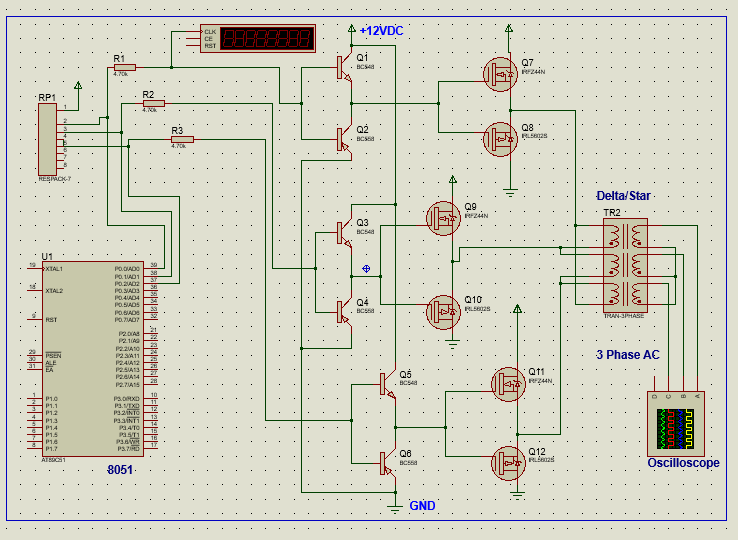 CLK
CE
RST
+12VDC
R1
4.70k
Q1
BC548
Q7
IRFZ44N
RP1
1
2
3
4
5
6
7
8
RESPACK-7
R2
4.70k
R3
4.70k
Q2
BC558
Q8
IRL5602S
Q3
BC548
Q9
IRFZ44N
Delta/Star
TR2
TRAN-3PHASE
Q4
BC558
Q10
IRL5602S
U1
19 XTAL1 P0.0/AD0 39
P0.1/AD1 38
P0.2/AD2 37
18 XTAL2 P0.3/AD3 36
P0.4/AD4 35
P0.5/AD5 34
P0.6/AD6 33
9 RST P0.7/AD7 32
P2.0/A8 21
P2.1/A9 22
P2.2/A10 23
29 PSEN P2.3/A11 24
30 ALE P2.4/A12 25
31 EA P2.5/A13 26
P2.6/A14 27
P2.7/A15 28
1 P1.0 P3.0/RXD 10
2 P1.1 P3.1/TXD 11
3 P1.2 P3.2/INT0 12
4 P1.3 P3.3/INT1 13
5 P1.4 P3.4/T0 14
6 P1.5 P3.5/T1 15
7 P1.6 P3.6/WR 16
8 P1.7 P3.7/RD 17
AT89C51
8051
Q5
BC548
Q11
IRFZ44N
3 Phase AC
Q6
BC558
Q12
IRL5602S
D
C
B
A
Oscilloscope
GND